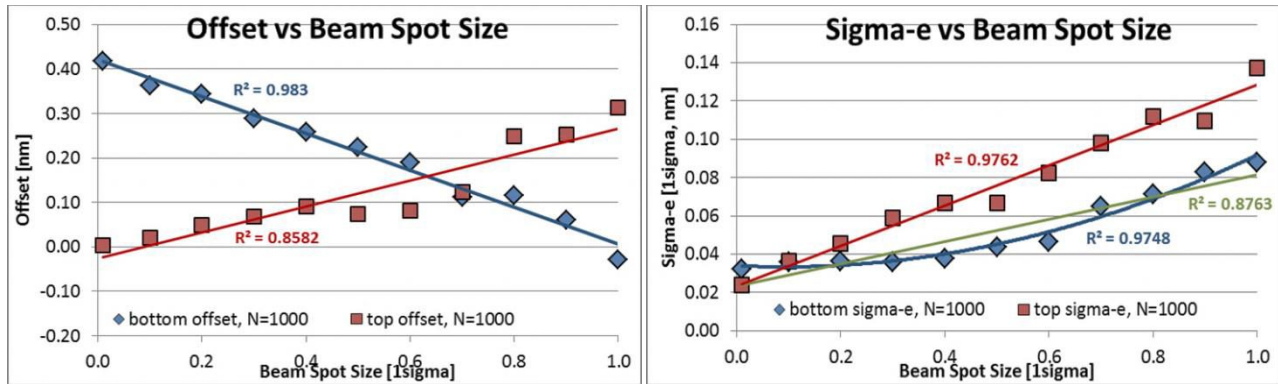 Offset vs Beam Spot Size
Offset [nm]
0.50
0.40
0.30
0.20
0.10
0.00
-0.10
-0.20
R² = 0.983
R² = 0.8582
bottom offset, N=1000
top offset, N=1000
0.0 0.2 0.4 0.6 0.8 1.0
Beam Spot Size [1sigma]
Sigma-e vs Beam Spot Size
Sigma-e [1sigma, nm]
0.16
0.14
0.12
0.10
0.08
0.06
0.04
0.02
0.00
R² = 0.9762
R² = 0.8763
R² = 0.9748
bottom sigma-e, N=1000
top sigma-e, N=1000
0.0 0.2 0.4 0.6 0.8 1.0
Beam Spot Size [1sigma]